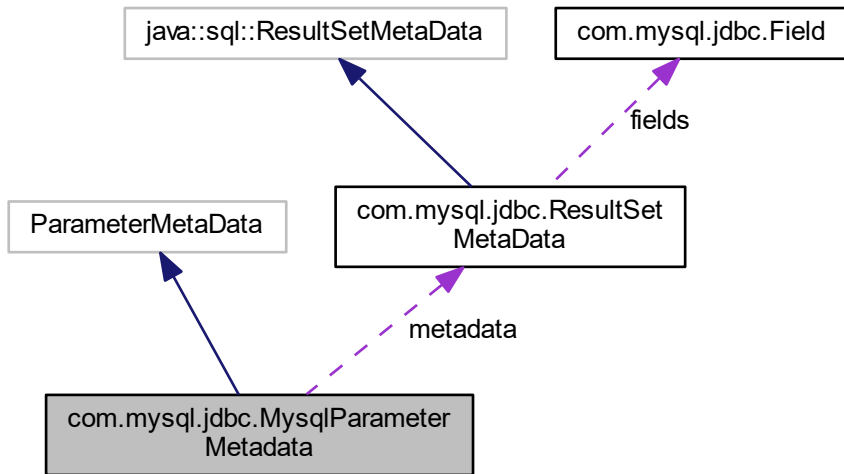 java::sql::ResultSetMetaData
com.mysql.jdbc.Field
fields
com.mysql.jdbc.ResultSet
MetaData
ParameterMetaData
metadata
com.mysql.jdbc.MysqlParameter
Metadata